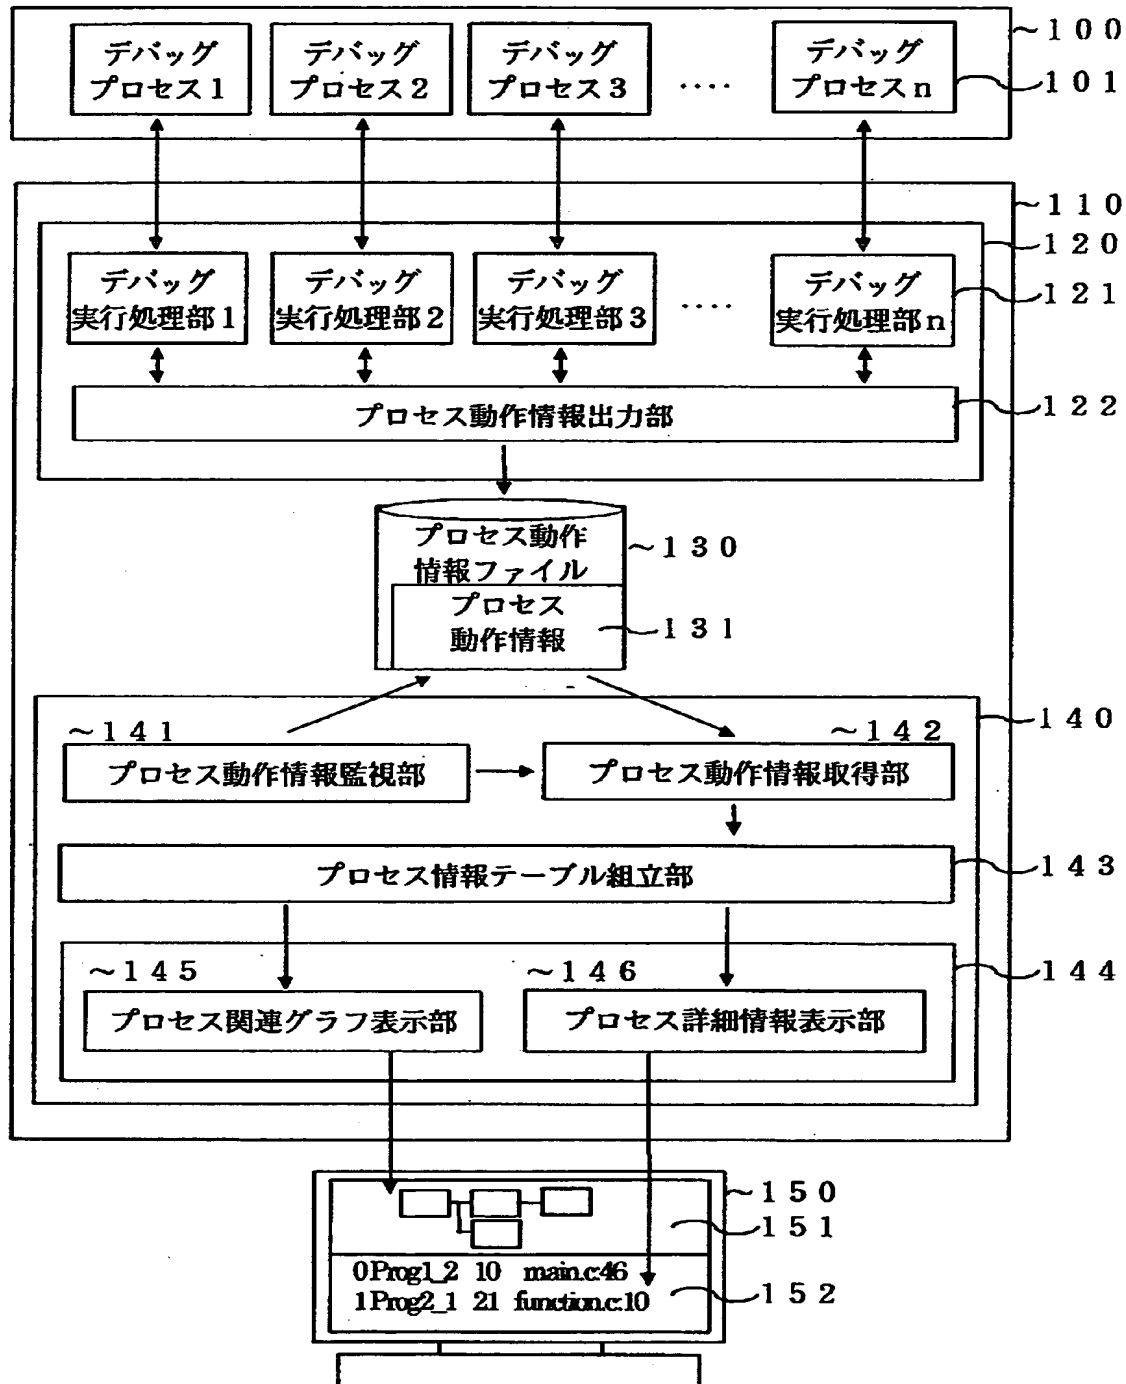 ～１００
デバッグ
プロセス１
デバッグ
プロセス２
デバッグ
プロセス３
‥‥
デバッグ
プロセスｎ
１０１
～１１０
１２０
デバッグ
実行処理部１
デバッグ
実行処理部２
デバッグ
実行処理部３
‥‥
デバッグ
実行処理部ｎ
１２１
プロセス動作情報出力部
１２２
プロセス動作
情報ファイル
～１３０
プロセス
動作情報
１３１
１４０
～１４１
プロセス動作情報監視部
～１４２
プロセス動作情報取得部
プロセス情報テーブル組立部
１４３
１４４
～１４５
プロセス関連グラフ表示部
～１４６
プロセス詳細情報表示部
～１５０
１５１
0 Prog1_2 10 main.c:46
1 Prog2_1 21 function.c:10
１５２